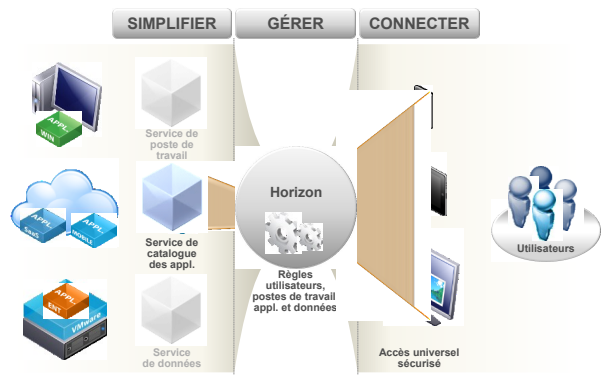 SIMPLIFIER
GÉRER
CONNECTER
APPL.
WIN
Service de
poste de
travail
APPL.
SaaS
APPL.
MOBILE
Service de
catalogue
des appl.
Horizon
Règles
utilisateurs,
postes de travail
appl. et données
Utilisateurs
APPL.
ENT
VMware
Service
de données
Accès universel
sécurisé